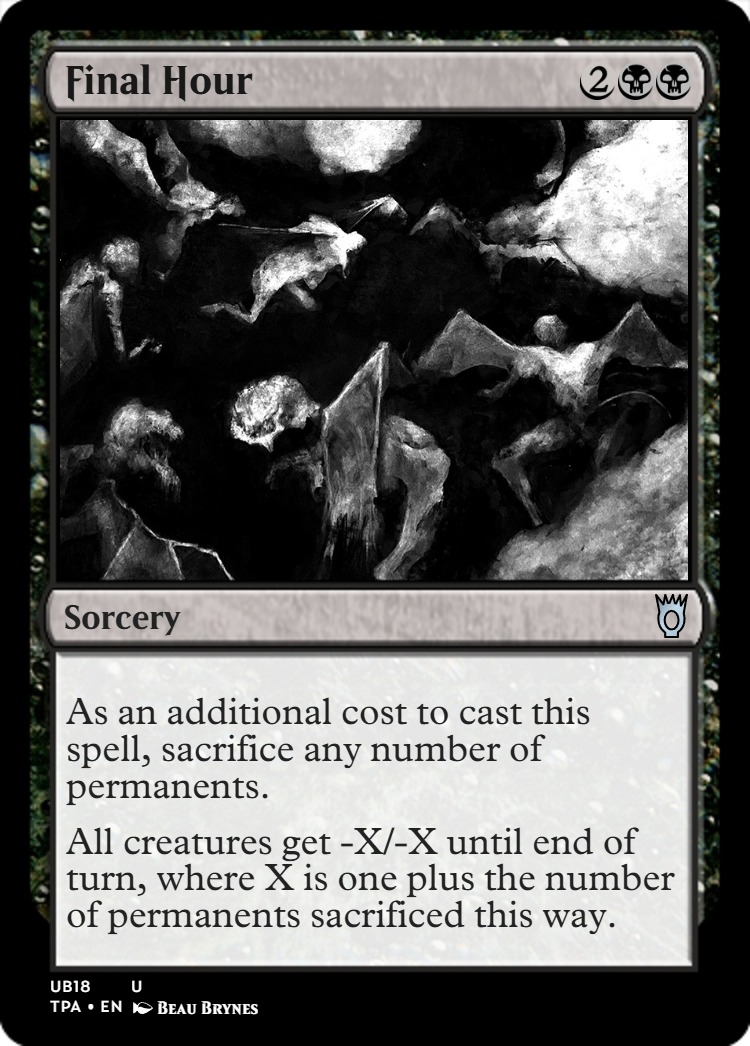 Final Hour 2
Sorcery
As an additional cost to cast this
spell, sacrifice any number of
permanents.
All creatures get -X/-X until end of
turn, where X is one plus the number
of permanents sacrificed this way.
UB18 U
TPA • EN Beau Brynes